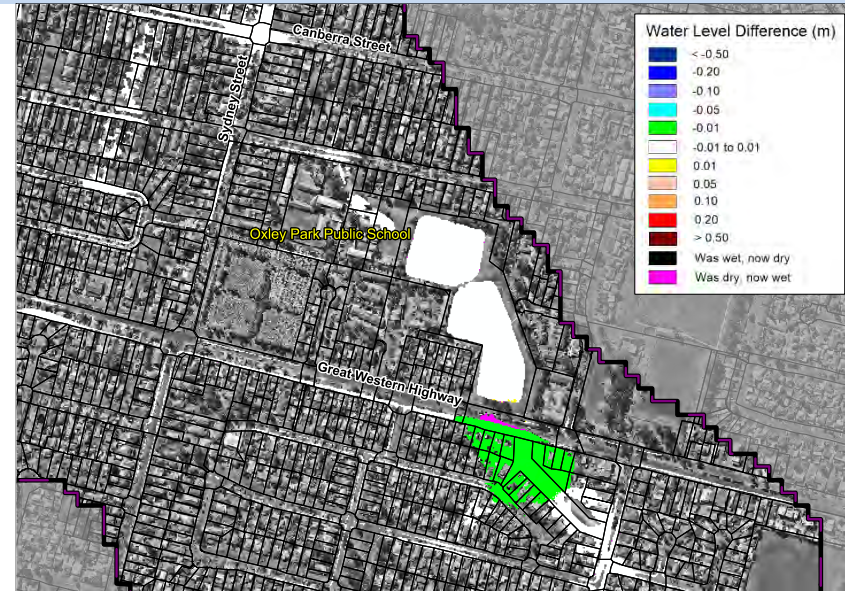 Canberra Street
Sydney Street
Oxley Park Public School
Great Western Highway
Water Level Difference (m)
< -0.50
-0.20
-0.10
-0.05
-0.01
-0.01 to 0.01
0.01
0.05
0.10
0.20
> 0.50
Was wet, now dry
Was dry, now wet